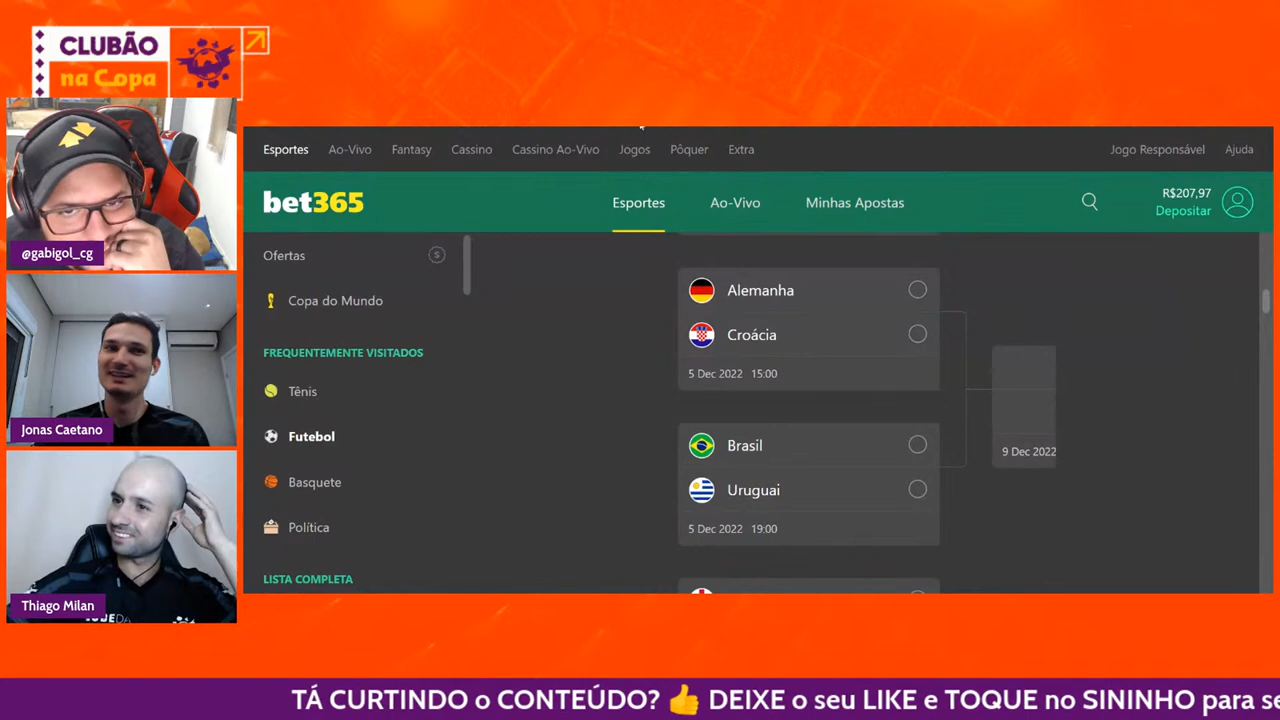 CLUBÃO
na Copa
@gabigol_cg
Jonas Caetano
Thiago Milan
Esportes Ao-Vivo Fantasy Cassino Cassino Ao-Vivo Jogos Pôquer Extra Jogo Responsável Ajuda
bet365 Esportes Ao-Vivo Minhas Apostas R$207,97
Depositar
Ofertas
Copa do Mundo
FREQUENTEMENTE VISITADOS
Tênis
Futebol
Basquete
Política
LISTA COMPLETA
Alemanha
Croácia
5 Dec 2022 15:00
Brasil
Uruguai
5 Dec 2022 19:00
9 Dec 2022
TÁ CURTINDO o CONTEÚDO? 👍 DEIXE o seu LIKE e TOQUE no SININHO para se